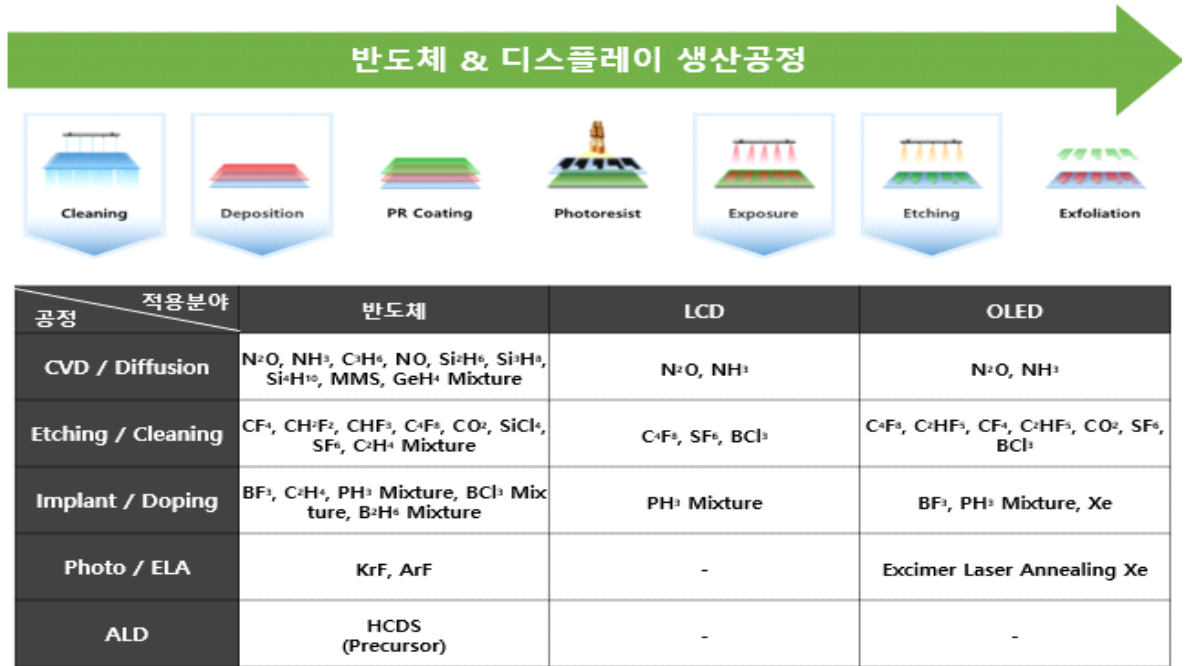 반도체 & 디스플레이 생산공정
Cleaning
Deposition
PR Coating
Photoresist
Exposure
Etching
Exfoliation
적용분야
공정
반도체
LCD
OLED
CVD / Diffusion
N²O, NH³, C³H⁶, NO, Si²H⁶, Si³H⁸,
Si⁴H¹⁰, MMS, GeH⁴ Mixture
N²O, NH³
N²O, NH³
Etching / Cleaning
CF⁴, CH²F², CHF³, C⁴F⁸, CO², SiCl⁴,
SF⁶, C²H⁴ Mixture
C⁴F⁸, SF⁶, BCl³
C⁴F⁸, C²HF⁵, CF⁴, C²HF⁵, CO², SF⁶,
BCl³
Implant / Doping
BF³, C²H⁴, PH³ Mixture, BCl³ Mix
ture, B²H⁶ Mixture
PH³ Mixture
BF³, PH³ Mixture, Xe
Photo / ELA
KrF, ArF
-
Excimer Laser Annealing Xe
ALD
HCDS
(Precursor)
-
-